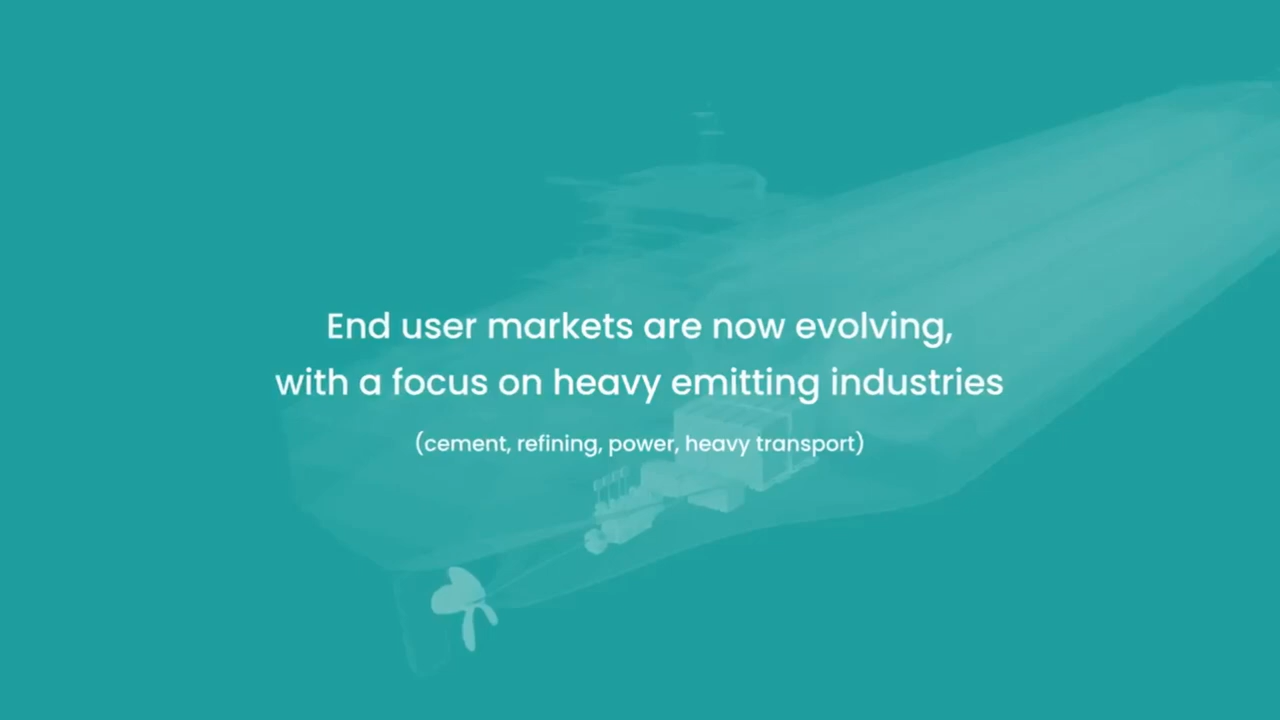 End user markets are now evolving,
with a focus on heavy emitting industries
(cement, refining, power, heavy transport)